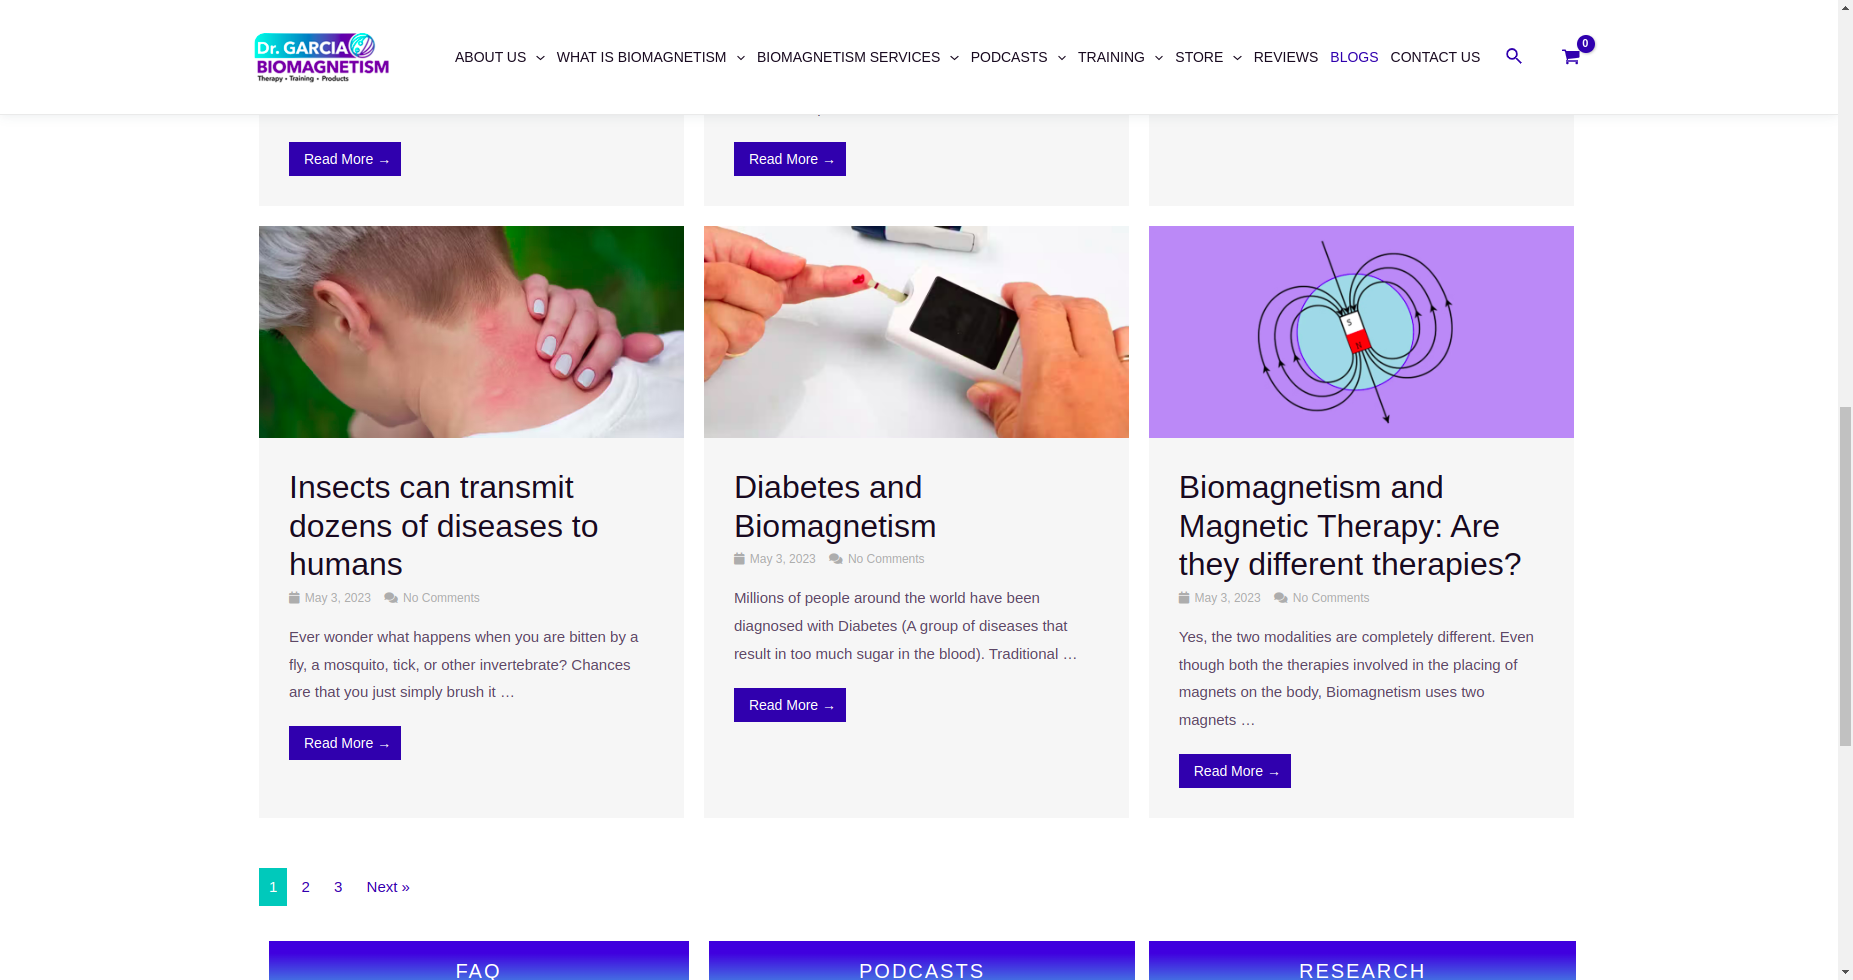 Dr. GARCIA
BIOMAGNETISM
Therapy • Training • Products
ABOUT US WHAT IS BIOMAGNETISM BIOMAGNETISM SERVICES PODCASTS TRAINING STORE REVIEWS BLOGS CONTACT US 0
Read More → Read More →
S
N
Insects can transmit
dozens of diseases to
humans
May 3, 2023 No Comments
Ever wonder what happens when you are bitten by a
fly, a mosquito, tick, or other invertebrate? Chances
are that you just simply brush it …
Read More →
Diabetes and
Biomagnetism
May 3, 2023 No Comments
Millions of people around the world have been
diagnosed with Diabetes (A group of diseases that
result in too much sugar in the blood). Traditional …
Read More →
Biomagnetism and
Magnetic Therapy: Are
they different therapies?
May 3, 2023 No Comments
Yes, the two modalities are completely different. Even
though both the therapies involved in the placing of
magnets on the body, Biomagnetism uses two
magnets …
Read More →
1 2 3 Next »
FAQ PODCASTS RESEARCH